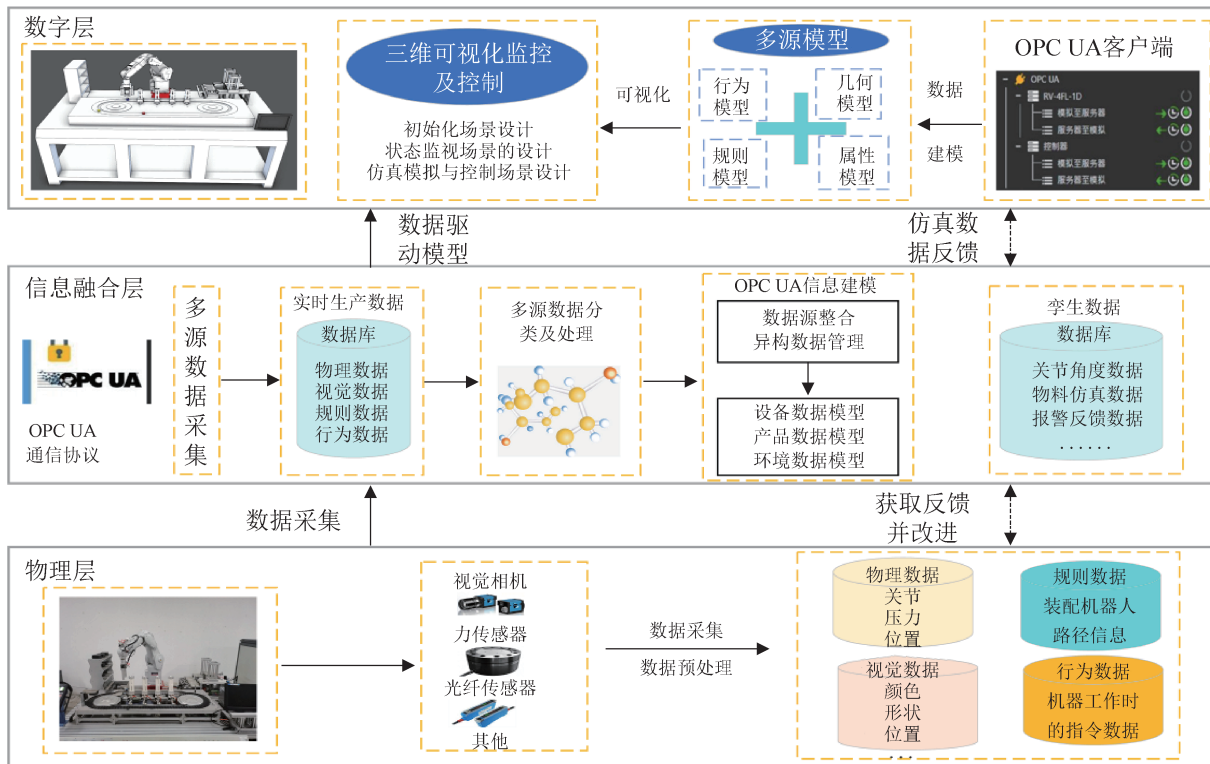 数字层
三维可视化监控
及控制
初始化场景设计
状态监视场景的设计
仿真模拟与控制场景设计
可视化
多源模型
行为
模型
几何
模型
规则
模型
属性
模型
数据
建模
OPC UA客户端
OPC UA
RV-4FL-1D
模拟至服务器
服务器至模拟
控制器
模拟至服务器
服务器至模拟
数据驱
动模型
仿真数
据反馈
信息融合层
OPC UA
OPC UA
通信协议
多
源
数
据
采
集
实时生产数据
数据库
物理数据
视觉数据
规则数据
行为数据
多源数据分
类及处理
OPC UA信息建模
数据源整合
异构数据管理
设备数据模型
产品数据模型
环境数据模型
孪生数据
数据库
关节角度数据
物料仿真数据
报警反馈数据
......
数据采集
获取反馈
并改进
物理层
视觉相机
力传感器
光纤传感器
其他
数据采集
数据预处理
物理数据
关节
压力
位置
规则数据
装配机器人
路径信息
视觉数据
颜色
形状
位置
...
行为数据
机器工作时
的指令数据